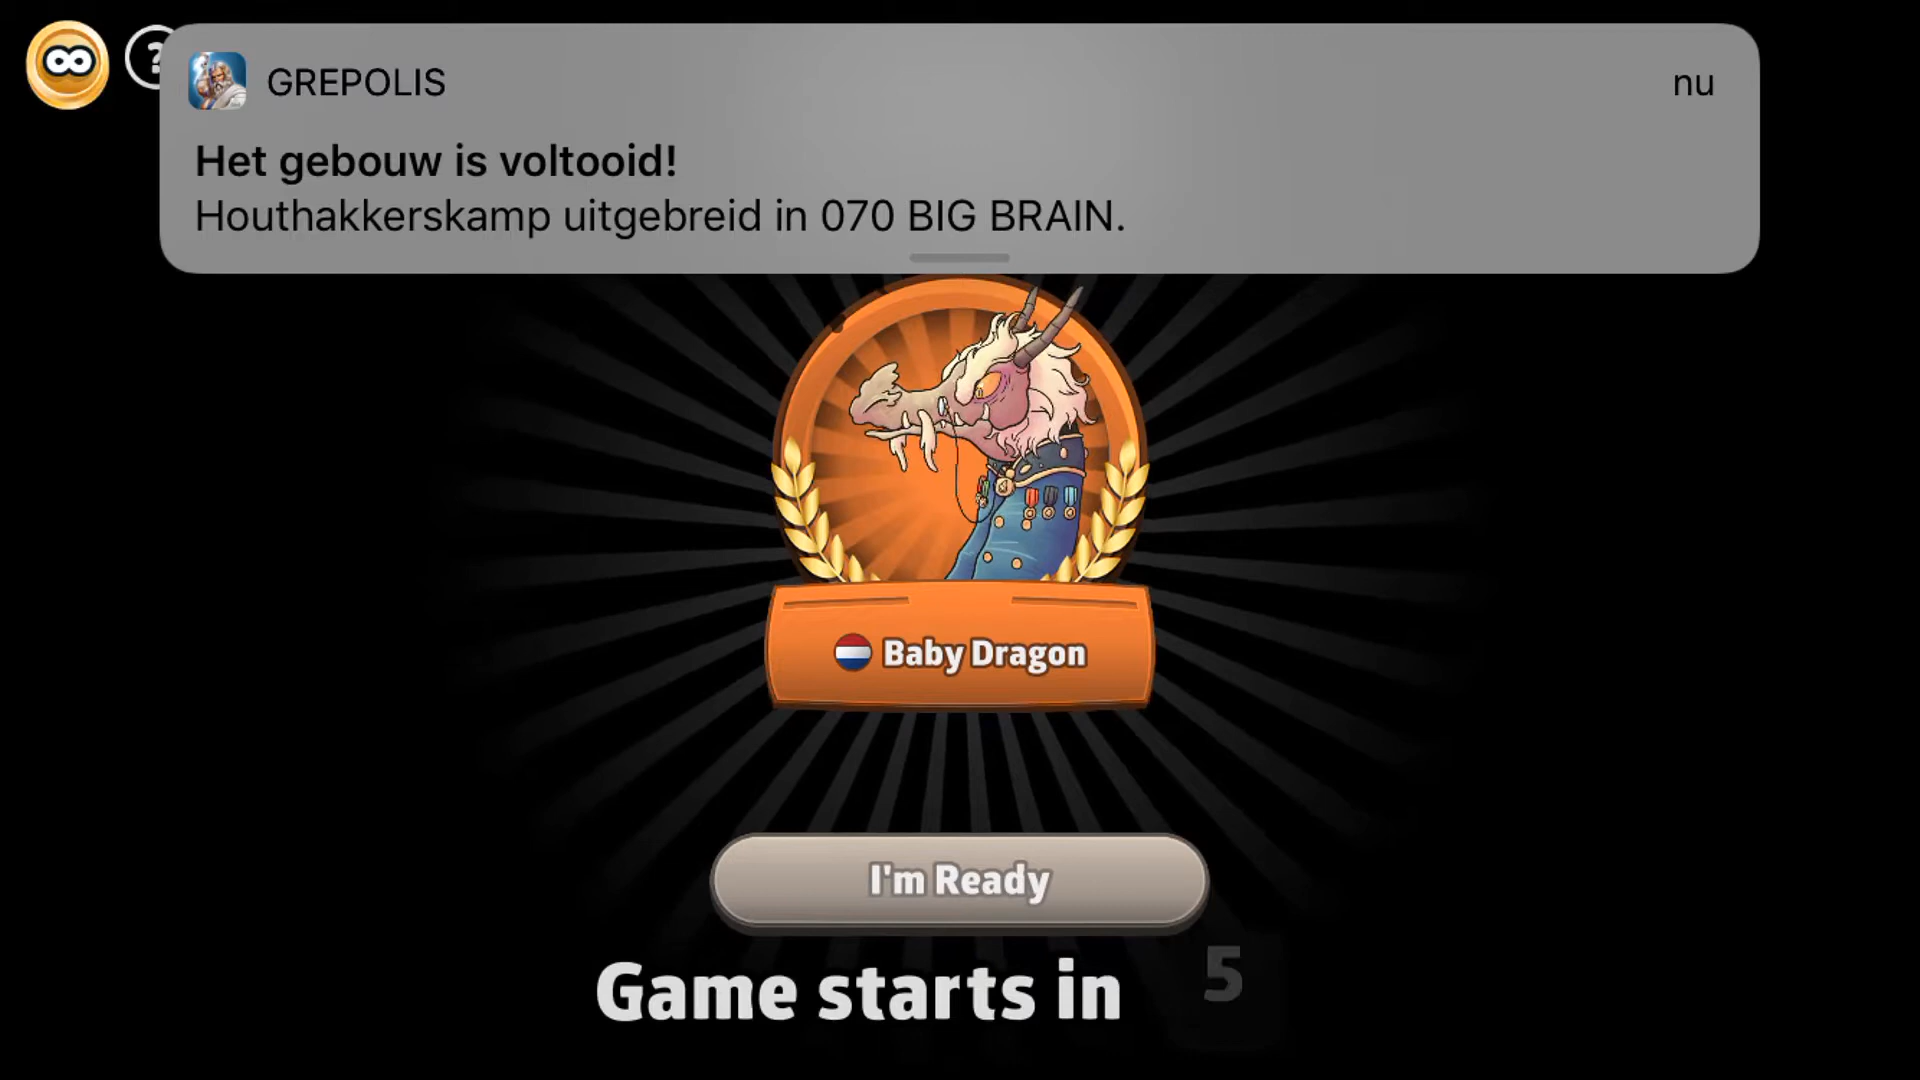 ?
GREPOLIS
nu
Het gebouw is voltooid!
Houthakkerskamp uitgebreid in 070 BIG BRAIN.
Baby Dragon
I'm Ready
Game starts in 5